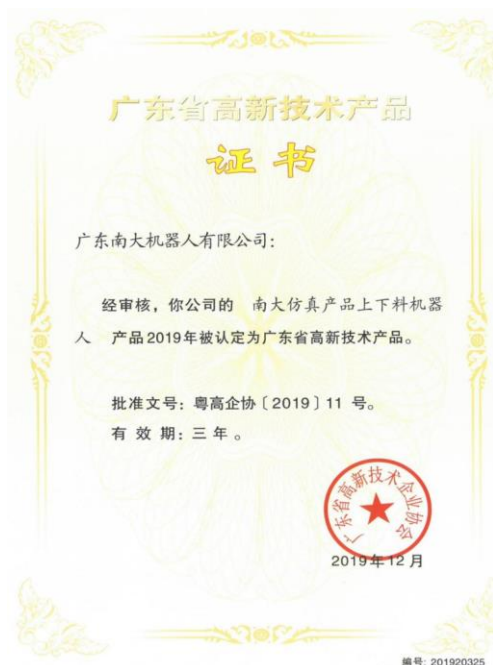 广东省高新技术产品
证书
广东南大机器人有限公司：
经审核，你公司的 南大仿真产品上下料机器
人 产品2019年被认定为广东省高新技术产品。
批准文号：粤高企协〔2019〕11 号。
有 效 期：三 年 。
广东省高新技术企业协会
2019年12月
编号: 201920325